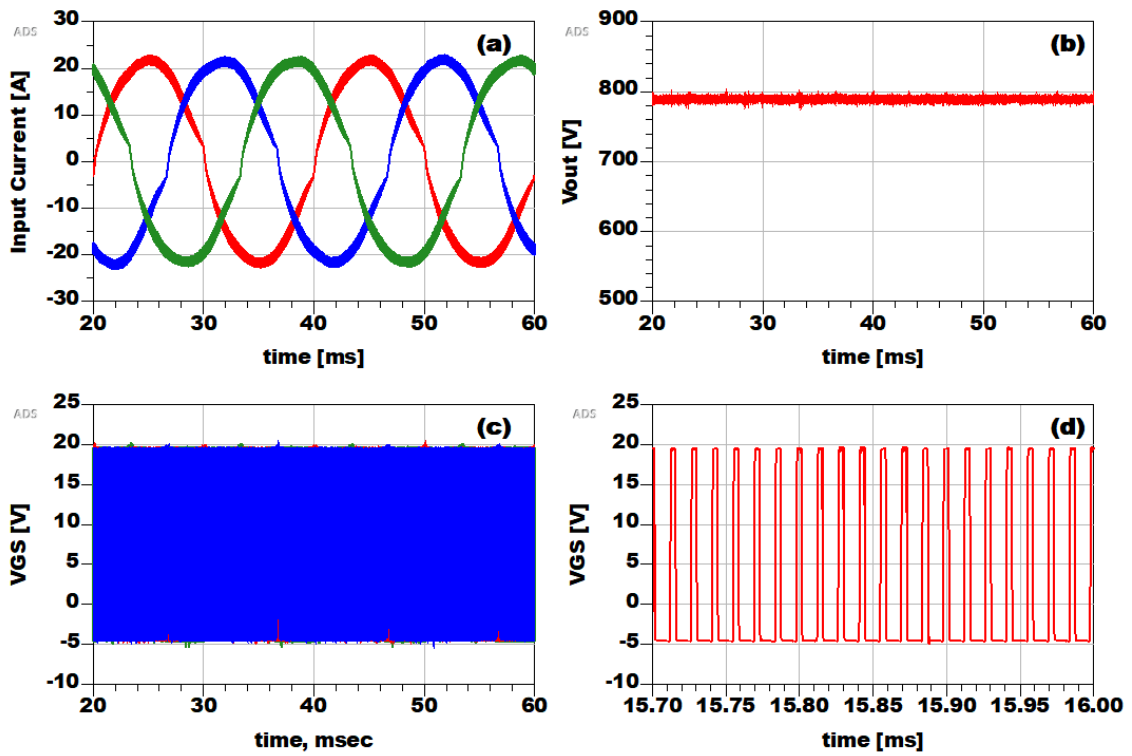 ADS
30
20
10
0
-10
-20
-30
Input Current [A]
(a)
20 30 40 50 60
time [ms]
ADS
900
800
700
600
500
Vout [V]
(b)
20 30 40 50 60
time [ms]
ADS
25
20
15
10
5
0
-5
-10
VGS [V]
(c)
20 30 40 50 60
time, msec
ADS
25
20
15
10
5
0
-5
-10
VGS [V]
(d)
15.70 15.75 15.80 15.85 15.90 15.95 16.00
time [ms]